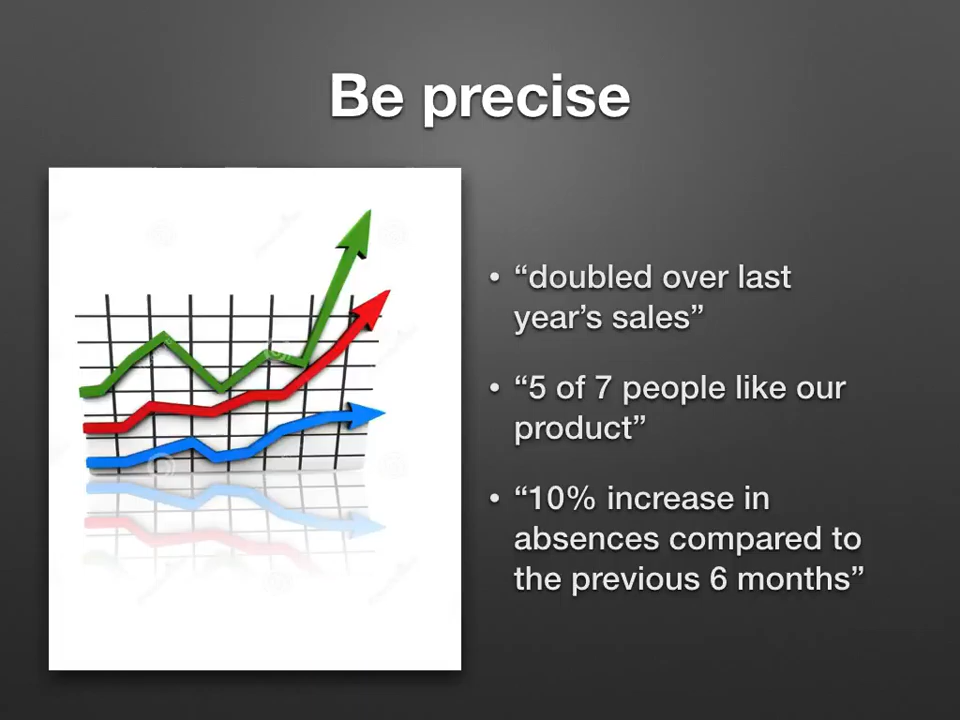 Be precise
• “doubled over last
year’s sales”
• “5 of 7 people like our
product”
• “10% increase in
absences compared to
the previous 6 months”